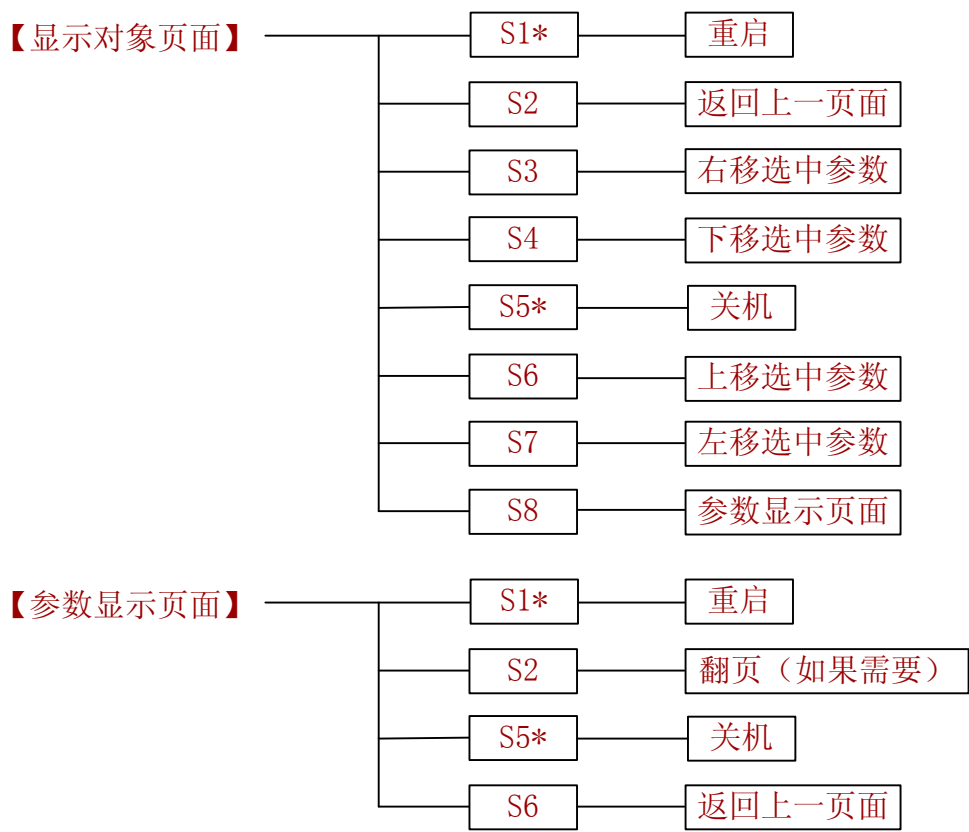 【显示对象页面】 S1* 重启
S2 返回上一页面
S3 右移选中参数
S4 下移选中参数
S5* 关机
S6 上移选中参数
S7 左移选中参数
S8 参数显示页面
【参数显示页面】 S1* 重启
S2 翻页（如果需要）
S5* 关机
S6 返回上一页面